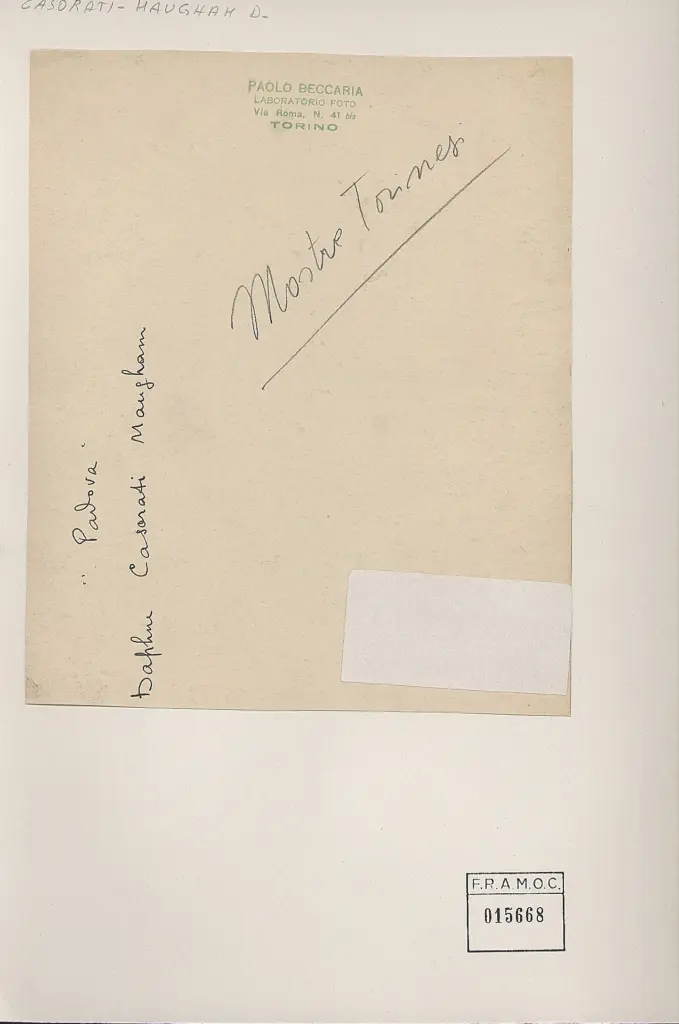 CASORATI - MAUGHAM D.
PAOLO BECCARIA
LABORATORIO FOTO
Via Roma, N. 41 bis
TORINO
Mostre Torinesi
"Padova"
Daphne Casorati Maugham
F.R.A.M.O.C.
015668